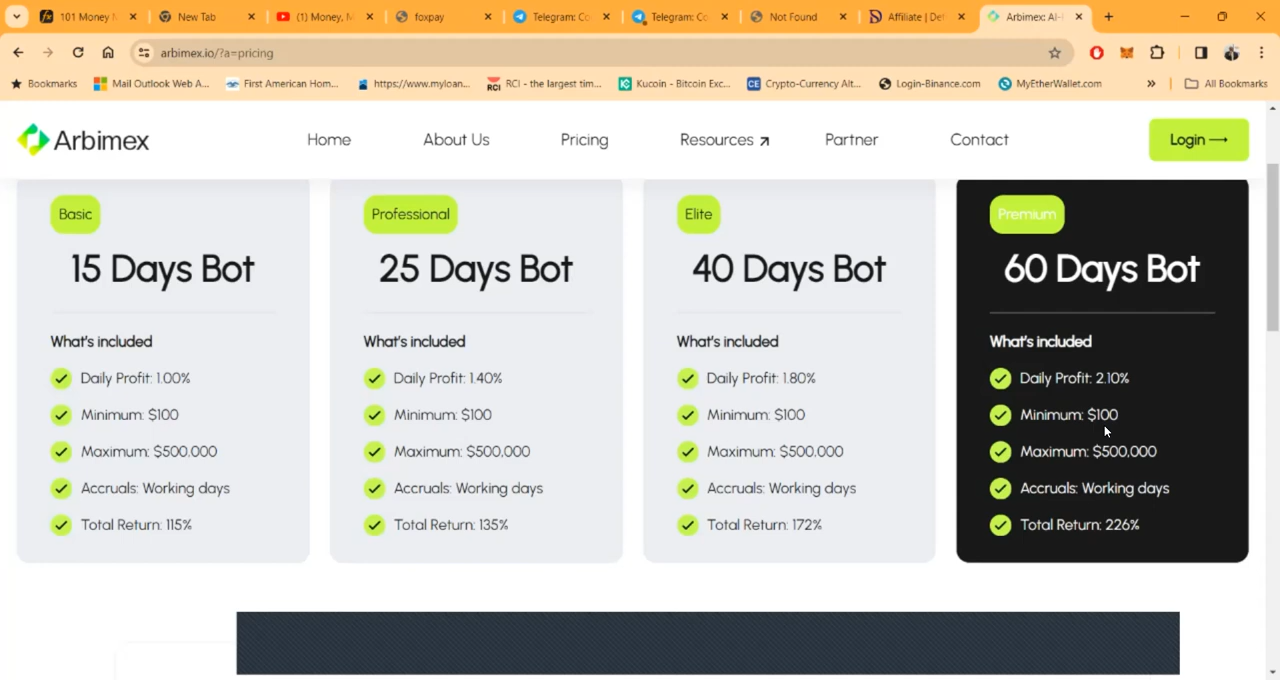 101 Money N
New Tab
(1) Money, M
foxpay
Telegram: Co
Telegram: Co
Not Found
Affiliate | Def
Arbimex: AI-
arbimex.io/?a=pricing
Bookmarks
Mail Outlook Web A...
First American Hom...
https://www.myloan...
RCI - the largest tim...
Kucoin - Bitcoin Exc...
Crypto-Currency Alt...
Login-Binance.com
MyEtherWallet.com
»
All Bookmarks
Arbimex
Home
About Us
Pricing
Resources
Partner
Contact
Login
Basic
15 Days Bot
What's included
Daily Profit: 1.00%
Minimum: $100
Maximum: $500,000
Accruals: Working days
Total Return: 115%
Professional
25 Days Bot
What's included
Daily Profit: 1.40%
Minimum: $100
Maximum: $500,000
Accruals: Working days
Total Return: 135%
Elite
40 Days Bot
What's included
Daily Profit: 1.80%
Minimum: $100
Maximum: $500,000
Accruals: Working days
Total Return: 172%
Premium
60 Days Bot
What's included
Daily Profit: 2.10%
Minimum: $100
Maximum: $500,000
Accruals: Working days
Total Return: 226%